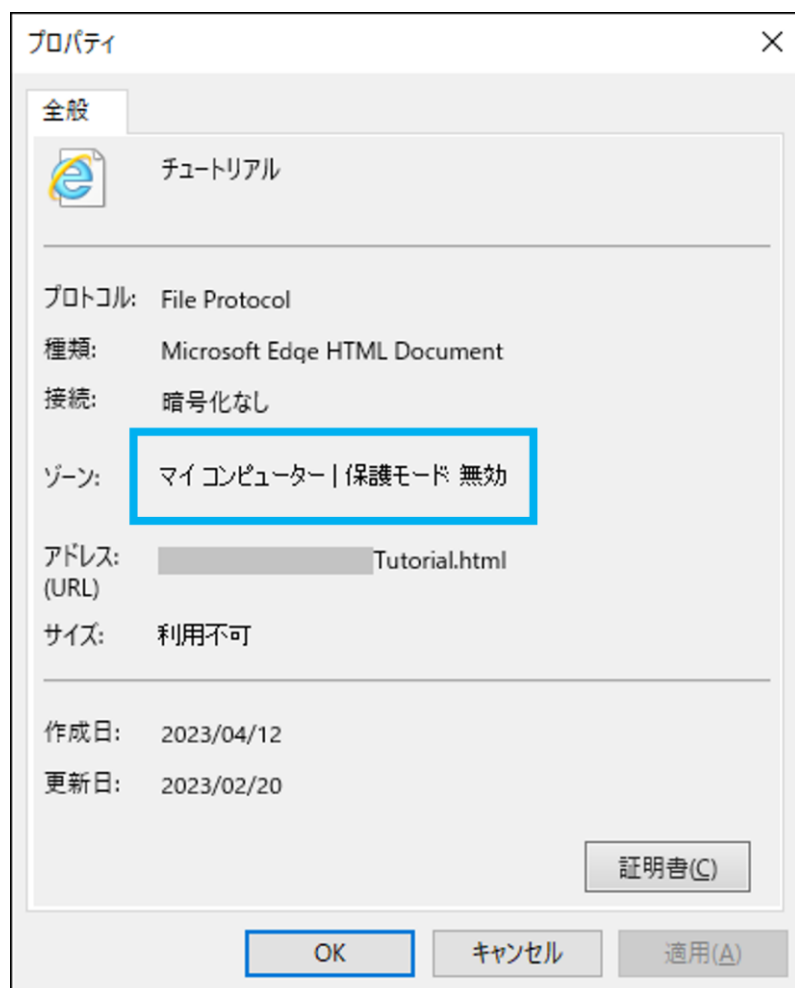 プロパティ
全般
チュートリアル
プロトコル: File Protocol
種類: Microsoft Edge HTML Document
接続: 暗号化なし
ゾーン: マイ コンピューター | 保護モード: 無効
アドレス: Tutorial.html
(URL)
サイズ: 利用不可
作成日: 2023/04/12
更新日: 2023/02/20
証明書(C)
OK キャンセル 適用(A)